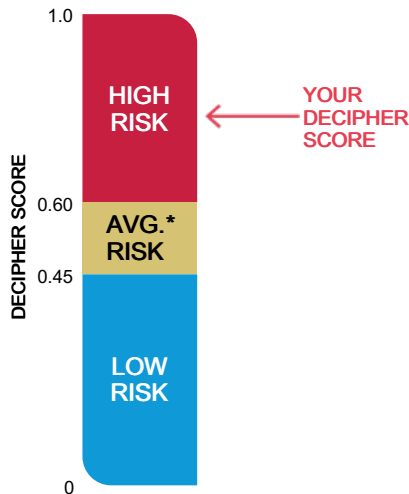 1.0
HIGH
RISK
YOUR
DECIPHER
SCORE
0.60
AVG.*
RISK
0.45
DECIPHER SCORE
LOW
RISK
0